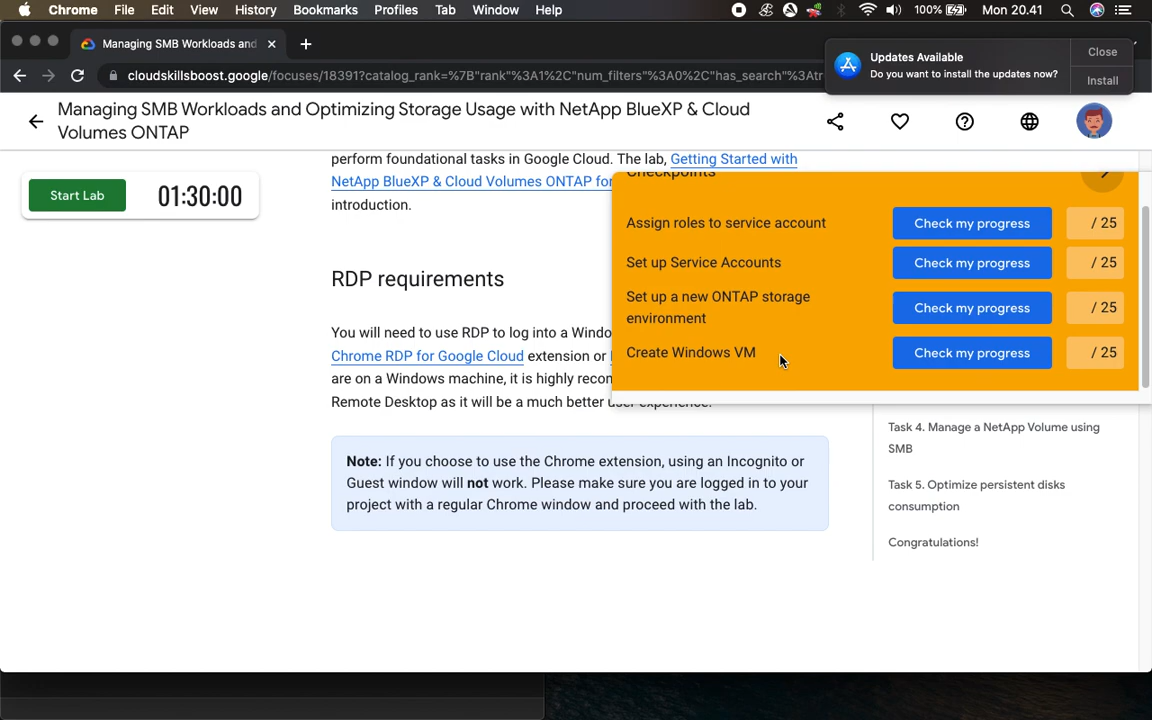 Chrome File Edit View History Bookmarks Profiles Tab Window Help 100% Mon 20.41
Managing SMB Workloads and
Updates Available
Do you want to install the updates now?
Close
Install
cloudskillsboost.google/focuses/18391?catalog_rank=%7B"rank"%3A1%2C"num_filters"%3A0%2C"has_search"%3Atr
Managing SMB Workloads and Optimizing Storage Usage with NetApp BlueXP & Cloud
Volumes ONTAP
Start Lab 01:30:00
perform foundational tasks in Google Cloud. The lab, Getting Started with
NetApp BlueXP & Cloud Volumes ONTAP for
introduction.
RDP requirements
You will need to use RDP to log into a Windo
Chrome RDP for Google Cloud extension or
are on a Windows machine, it is highly recon
Remote Desktop as it will be a much better user experience.
Note: If you choose to use the Chrome extension, using an Incognito or
Guest window will not work. Please make sure you are logged in to your
project with a regular Chrome window and proceed with the lab.
Checkpoints
Assign roles to service account Check my progress / 25
Set up Service Accounts Check my progress / 25
Set up a new ONTAP storage
environment Check my progress / 25
Create Windows VM Check my progress / 25
Task 4. Manage a NetApp Volume using
SMB
Task 5. Optimize persistent disks
consumption
Congratulations!